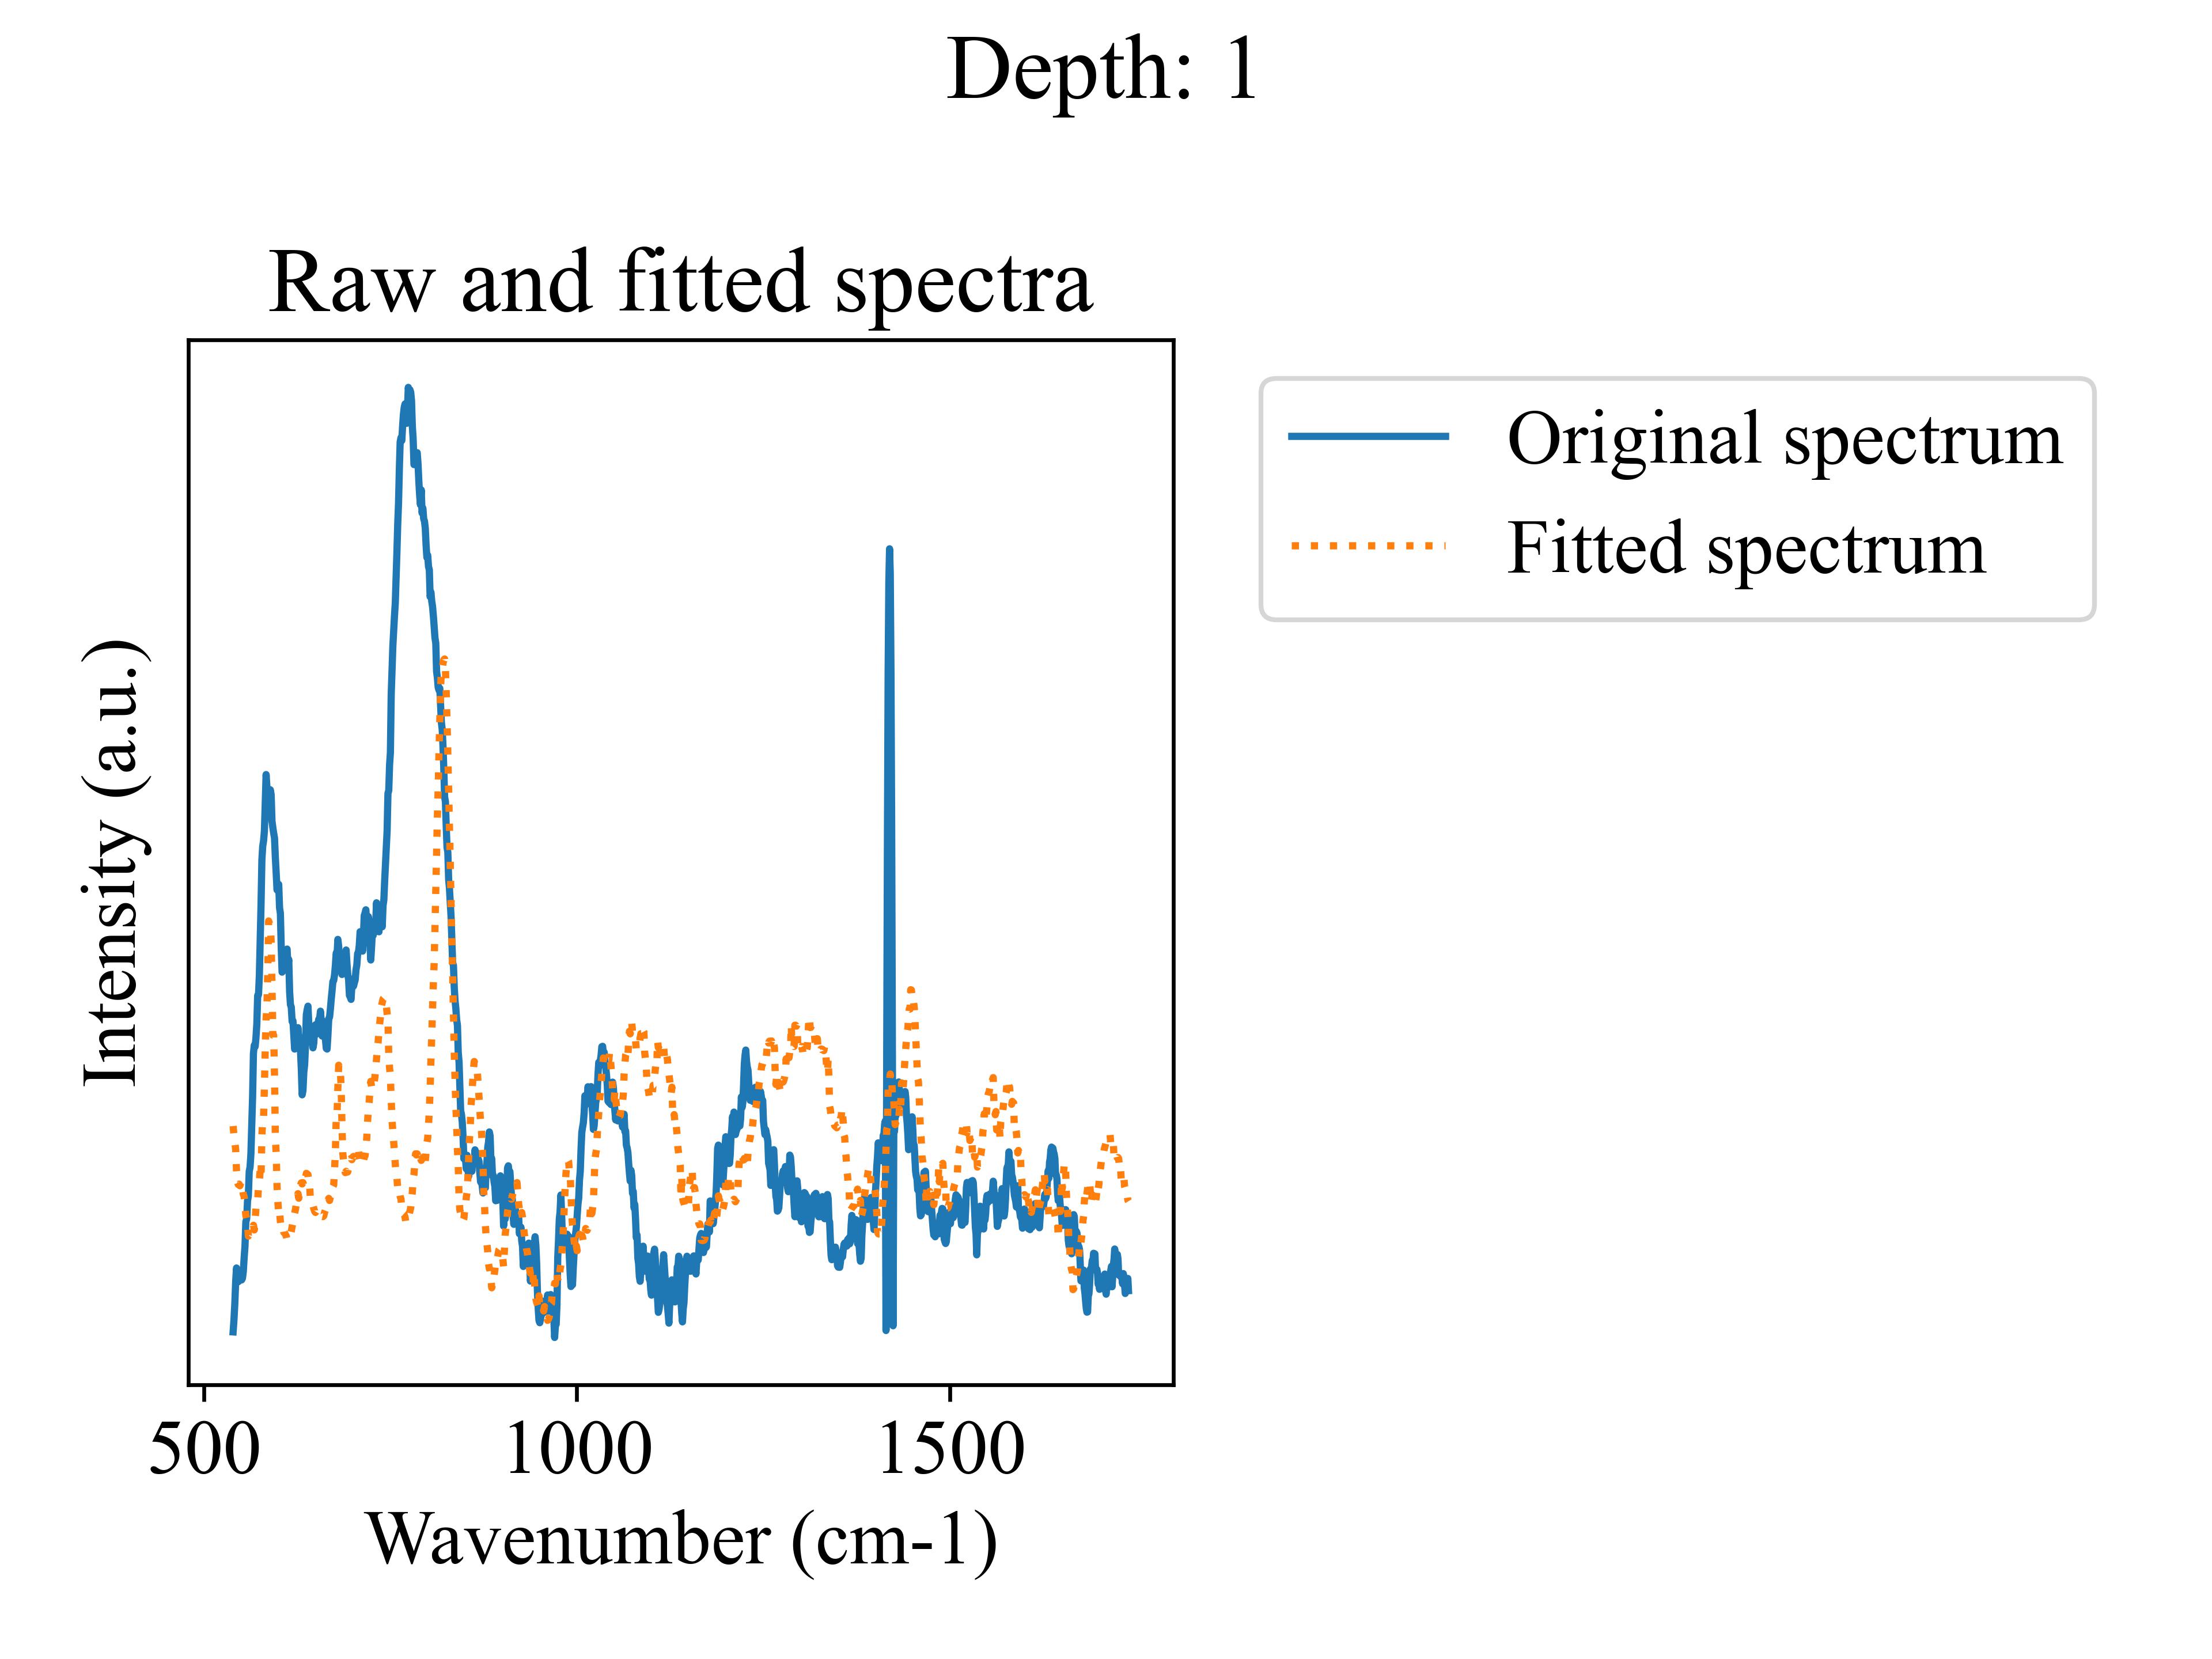 Depth: 1
Raw and fitted spectra
Original spectrum
Fitted spectrum
Intensity (a.u.)
500 1000 1500
Wavenumber (cm-1)